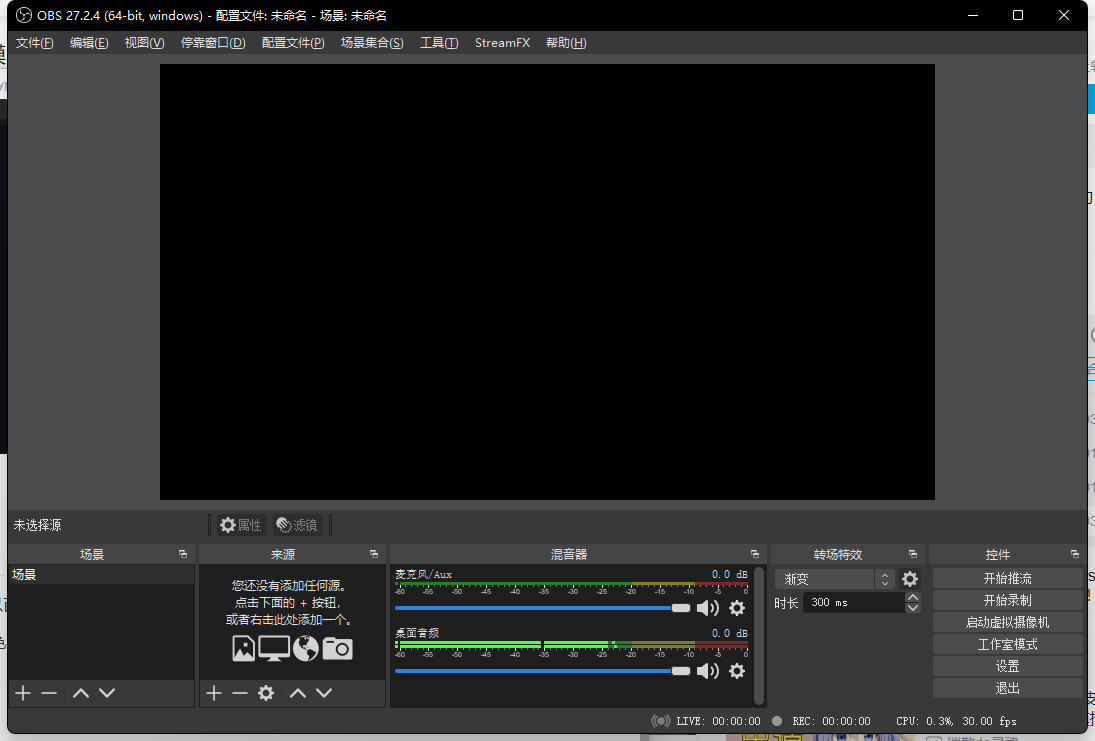 OBS 27.2.4 (64-bit, windows) - 配置文件: 未命名 - 场景: 未命名
文件(F) 编辑(E) 视图(V) 停靠窗口(D) 配置文件(P) 场景集合(S) 工具(T) StreamFX 帮助(H)
未选择源 属性 滤镜
场景 来源 混音器 转场特效 控件
场景
您还没有添加任何源。
点击下面的 + 按钮，
或者右击此处添加一个。
麦克风/Aux 0.0 dB
-60 -55 -50 -45 -40 -35 -30 -25 -20 -15 -10 -5 0
桌面音频 0.0 dB
-60 -55 -50 -45 -40 -35 -30 -25 -20 -15 -10 -5 0
渐变
时长 300 ms
开始推流
开始录制
启动虚拟摄像机
工作室模式
设置
退出
LIVE: 00:00:00 REC: 00:00:00 CPU: 0.3%, 30.00 fps